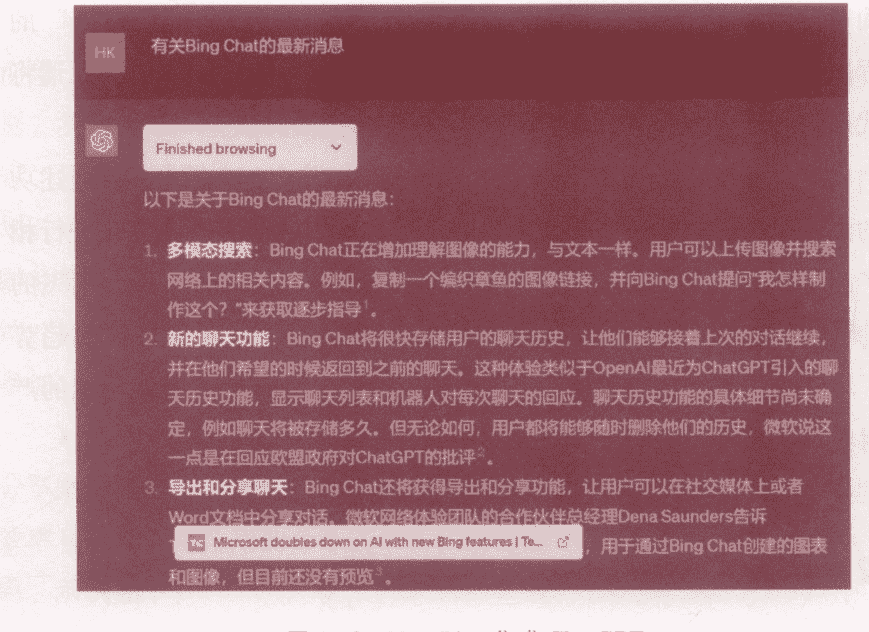 HK
有关Bing Chat的最新消息
Finished browsing
以下是关于Bing Chat的最新消息：
1. 多模态搜索：Bing Chat正在增加理解图像的能力，与文本一样。用户可以上传图像并搜索
网络上的相关内容。例如，复制一个编织章鱼的图像链接，并向Bing Chat提问“我怎样制
作这个？”来获取逐步指导1。
2. 新的聊天功能：Bing Chat将很快存储用户的聊天历史，让他们能够接着上次的对话继续，
并在他们希望的时候返回到之前的聊天。这种体验类似于OpenAI最近为ChatGPT引入的聊
天历史功能，显示聊天列表和机器人对每次聊天的回应。聊天历史功能的具体细节尚未确
定，例如聊天将被存储多久。但无论如何，用户都将能够随时删除他们的历史，微软说这
一点是在回应欧盟政府对ChatGPT的批评2。
3. 导出和分享聊天：Bing Chat还将获得导出和分享功能，让用户可以在社交媒体上或者
Word文档中分享对话。微软网络体验团队的合作伙伴总经理Dena Saunders告诉
Microsoft doubles down on AI with new Bing features | Te...
，用于通过Bing Chat创建的图表
和图像，但目前还没有预览3。